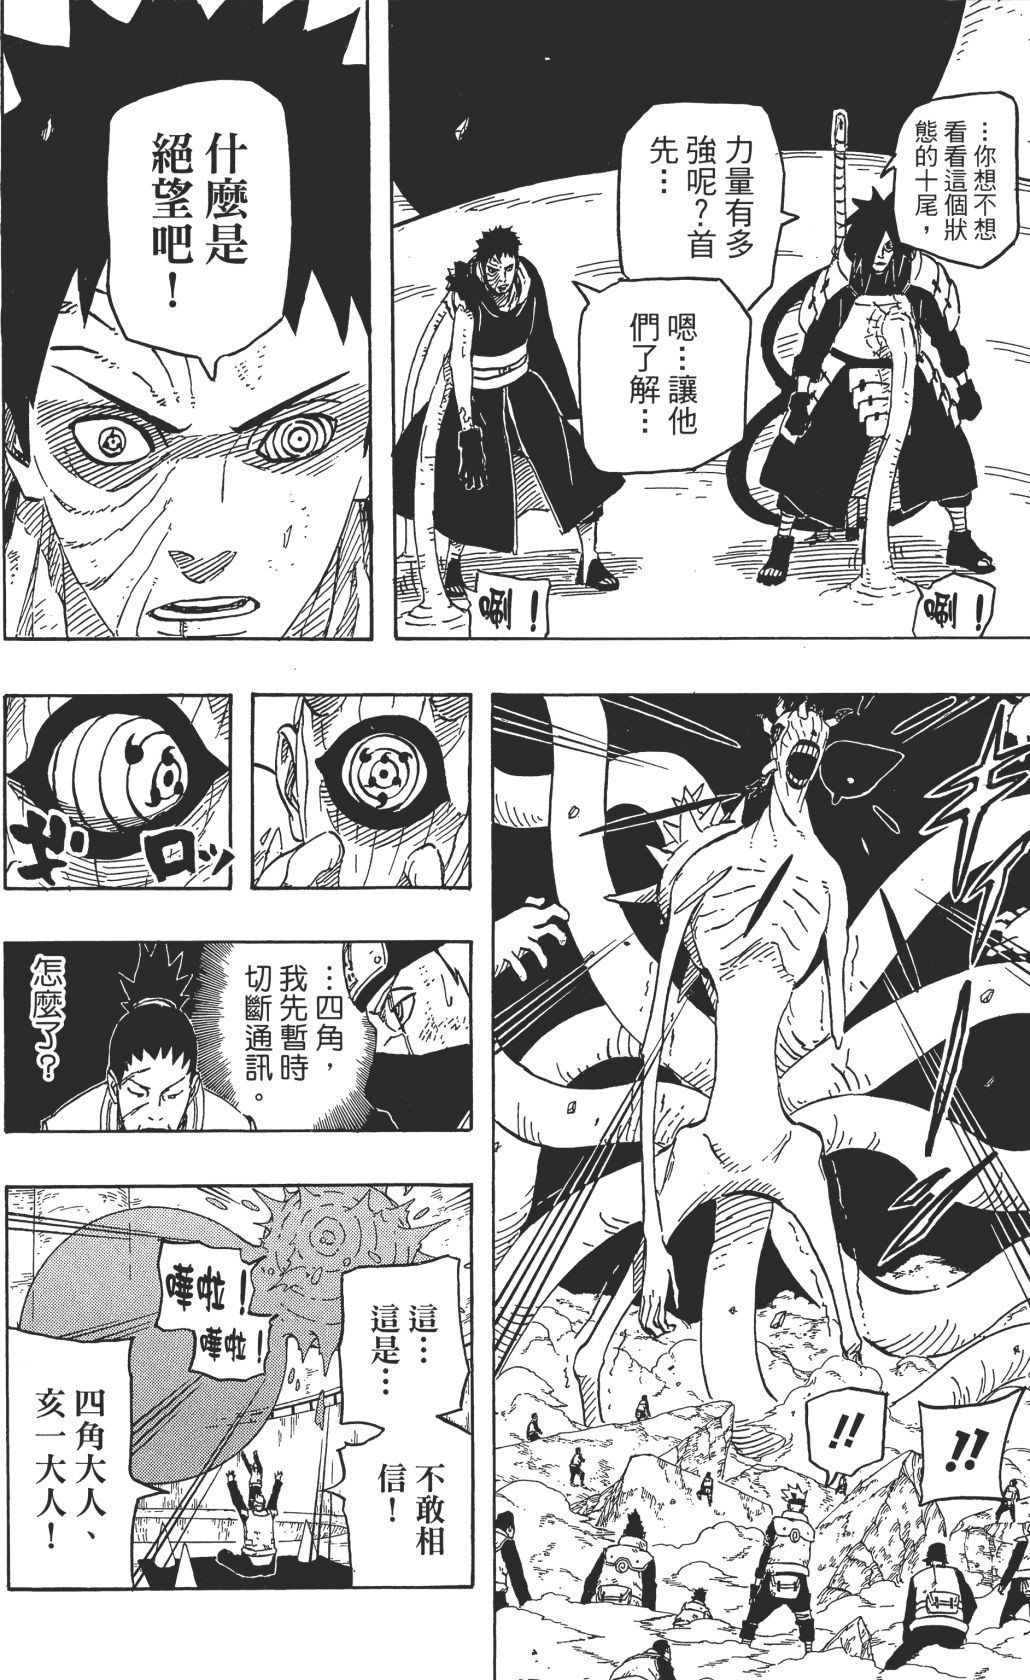 …你想不想
看看這個狀
態的十尾，
力量有多
強呢？首
先…
嗯…讓他
們了解…
唰！
唰！
什麼是
絕望吧！
!!
!!
ギロッ
…四角，
我先暫時
切斷通訊。
怎麼了？
這…
這是…
不敢相
信！
嘩啦！
嘩啦！
四角大人、
亥一大人！